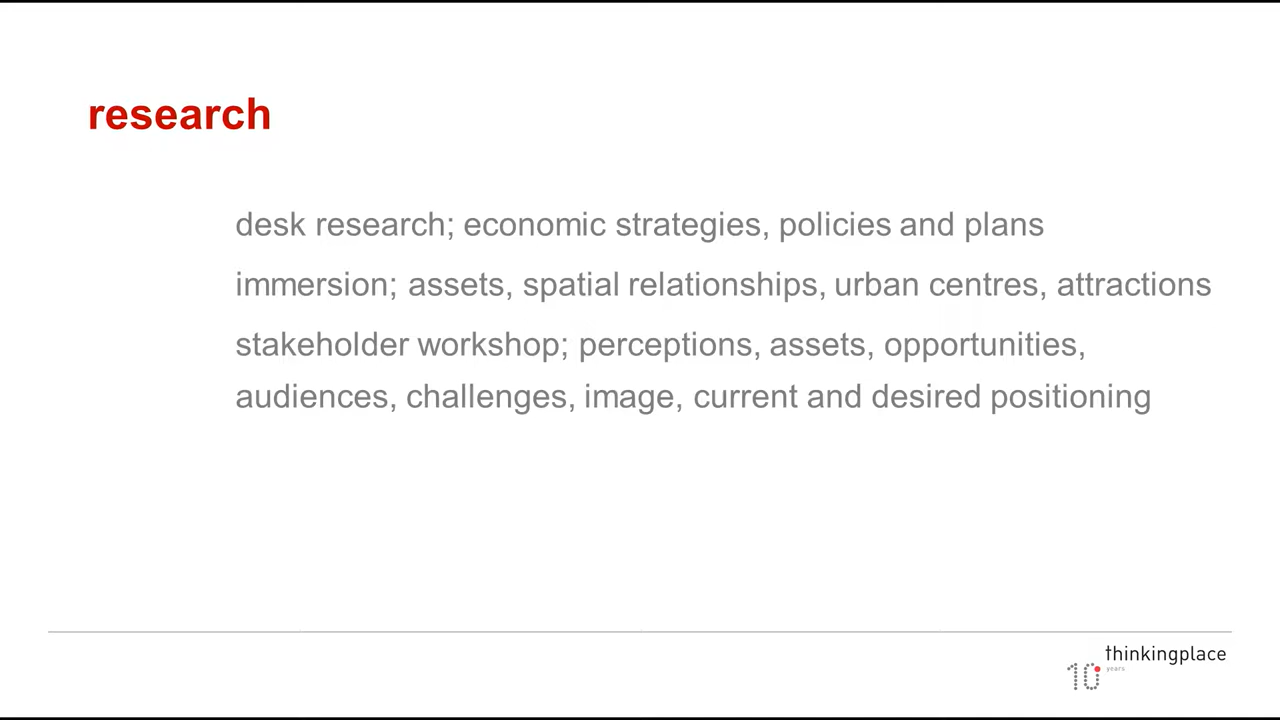 research
desk research; economic strategies, policies and plans
immersion; assets, spatial relationships, urban centres, attractions
stakeholder workshop; perceptions, assets, opportunities,
audiences, challenges, image, current and desired positioning
thinkingplace
10 years